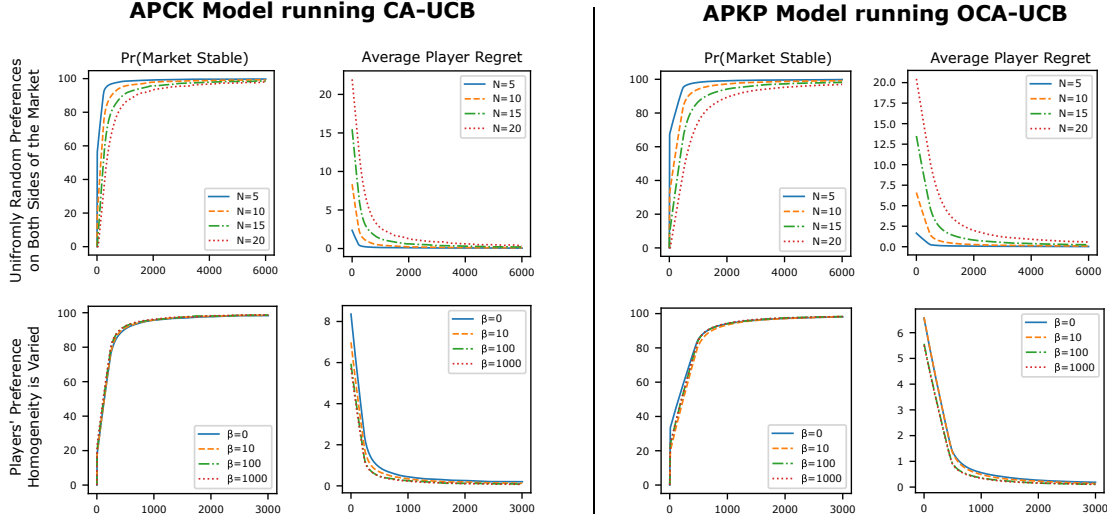 APCK Model running CA-UCB
APKP Model running OCA-UCB
Unifromly Random Preferences
on Both Sides of the Market
Pr(Market Stable)
100
80
60
40
20
0
0 2000 4000 6000
N=5
N=10
N=15
N=20
Average Player Regret
20
15
10
5
0
0 2000 4000 6000
N=5
N=10
N=15
N=20
Pr(Market Stable)
100
80
60
40
20
0
0 2000 4000 6000
N=5
N=10
N=15
N=20
Average Player Regret
20.0
17.5
15.0
12.5
10.0
7.5
5.0
2.5
0.0
0 2000 4000 6000
N=5
N=10
N=15
N=20
Players' Preference
Homogeneity is Varied
100
80
60
40
20
0
0 1000 2000 3000
β=0
β=10
β=100
β=1000
8
6
4
2
0
0 1000 2000 3000
β=0
β=10
β=100
β=1000
100
80
60
40
20
0
0 1000 2000 3000
β=0
β=10
β=100
β=1000
6
5
4
3
2
1
0
0 1000 2000 3000
β=0
β=10
β=100
β=1000